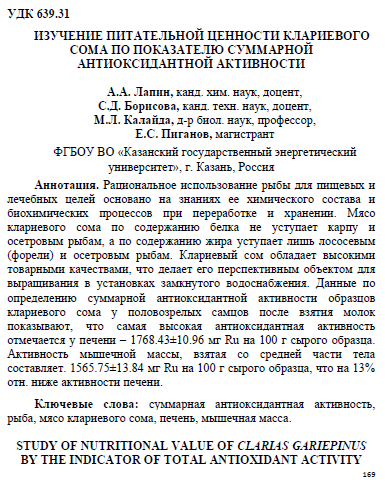 УДК 639.31
ИЗУЧЕНИЕ ПИТАТЕЛЬНОЙ ЦЕННОСТИ КЛАРИЕВОГО
СОМА ПО ПОКАЗАТЕЛЮ СУММАРНОЙ
АНТИОКСИДАНТНОЙ АКТИВНОСТИ
А.А. Лапин, канд. хим. наук, доцент,
С.Д. Борисова, канд. техн. наук, доцент,
М.Л. Калайда, д-р биол. наук, профессор,
Е.С. Пиганов, магистрант
ФГБОУ ВО «Казанский государственный энергетический
университет», г. Казань, Россия
Аннотация. Рациональное использование рыбы для пищевых и
лечебных целей основано на знаниях ее химического состава и
биохимических процессов при переработке и хранении. Мясо
клариевого сома по содержанию белка не уступает карпу и
осетровым рыбам, а по содержанию жира уступает лишь лососевым
(форели) и осетровым рыбам. Клариевый сом обладает высокими
товарными качествами, что делает его перспективным объектом для
выращивания в установках замкнутого водоснабжения. Данные по
определению суммарной антиоксидантной активности образцов
клариевого сома у половозрелых самцов после взятия молок
показывают, что самая высокая антиоксидантная активность
отмечается у печени – 1768.43±10.96 мг Ru на 100 г сырого образца.
Активность мышечной массы, взятая со средней части тела
составляет. 1565.75±13.84 мг Ru на 100 г сырого образца, что на 13%
отн. ниже активности печени.
Ключевые слова: суммарная антиоксидантная активность,
рыба, мясо клариевого сома, печень, мышечная масса.
STUDY OF NUTRITIONAL VALUE OF CLARIAS GARIEPINUS
BY THE INDICATOR OF TOTAL ANTIOXIDANT ACTIVITY
169